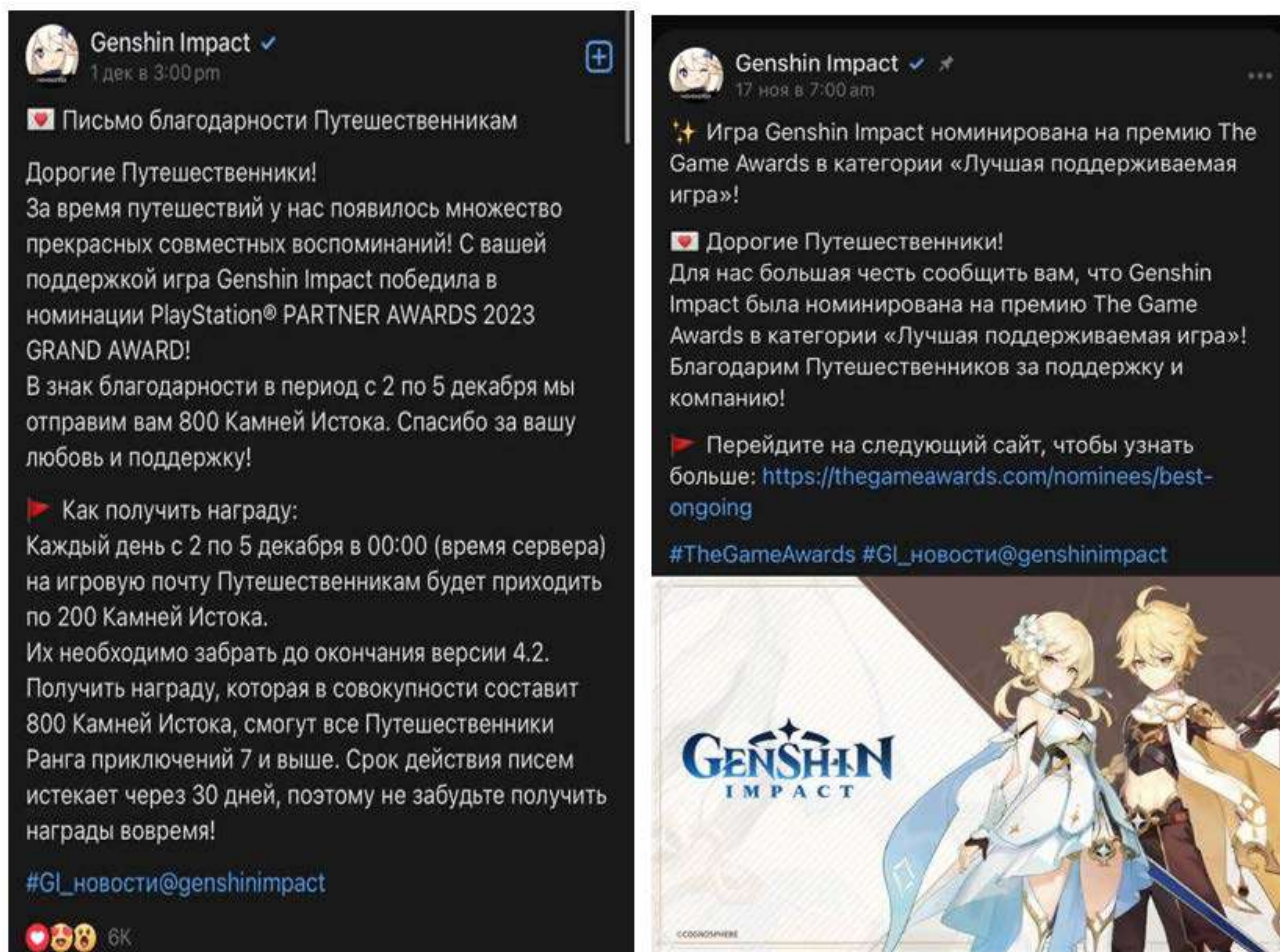 Genshin Impact
1 дек в 3:00pm
💌 Письмо благодарности Путешественникам
Дорогие Путешественники!
За время путешествий у нас появилось множество
прекрасных совместных воспоминаний! С вашей
поддержкой игра Genshin Impact победила в
номинации PlayStation® PARTNER AWARDS 2023
GRAND AWARD!
В знак благодарности в период с 2 по 5 декабря мы
отправим вам 800 Камней Истока. Спасибо за вашу
любовь и поддержку!
🚩 Как получить награду:
Каждый день с 2 по 5 декабря в 00:00 (время сервера)
на игровую почту Путешественникам будет приходить
по 200 Камней Истока.
Их необходимо забрать до окончания версии 4.2.
Получить награду, которая в совокупности составит
800 Камней Истока, смогут все Путешественники
Ранга приключений 7 и выше. Срок действия писем
истекает через 30 дней, поэтому не забудьте получить
награды вовремя!
#GI_новости@genshinimpact
6K
Genshin Impact
17 ноя в 7:00am
✨ Игра Genshin Impact номинирована на премию The
Game Awards в категории «Лучшая поддерживаемая
игра»!
💌 Дорогие Путешественники!
Для нас большая честь сообщить вам, что Genshin
Impact была номинирована на премию The Game
Awards в категории «Лучшая поддерживаемая игра»!
Благодарим Путешественников за поддержку и
компанию!
🚩 Перейдите на следующий сайт, чтобы узнать
больше: https://thegameawards.com/nominees/best-
ongoing
#TheGameAwards #GI_новости@genshinimpact
GENSHIN
IMPACT
©COGNOSPHERE